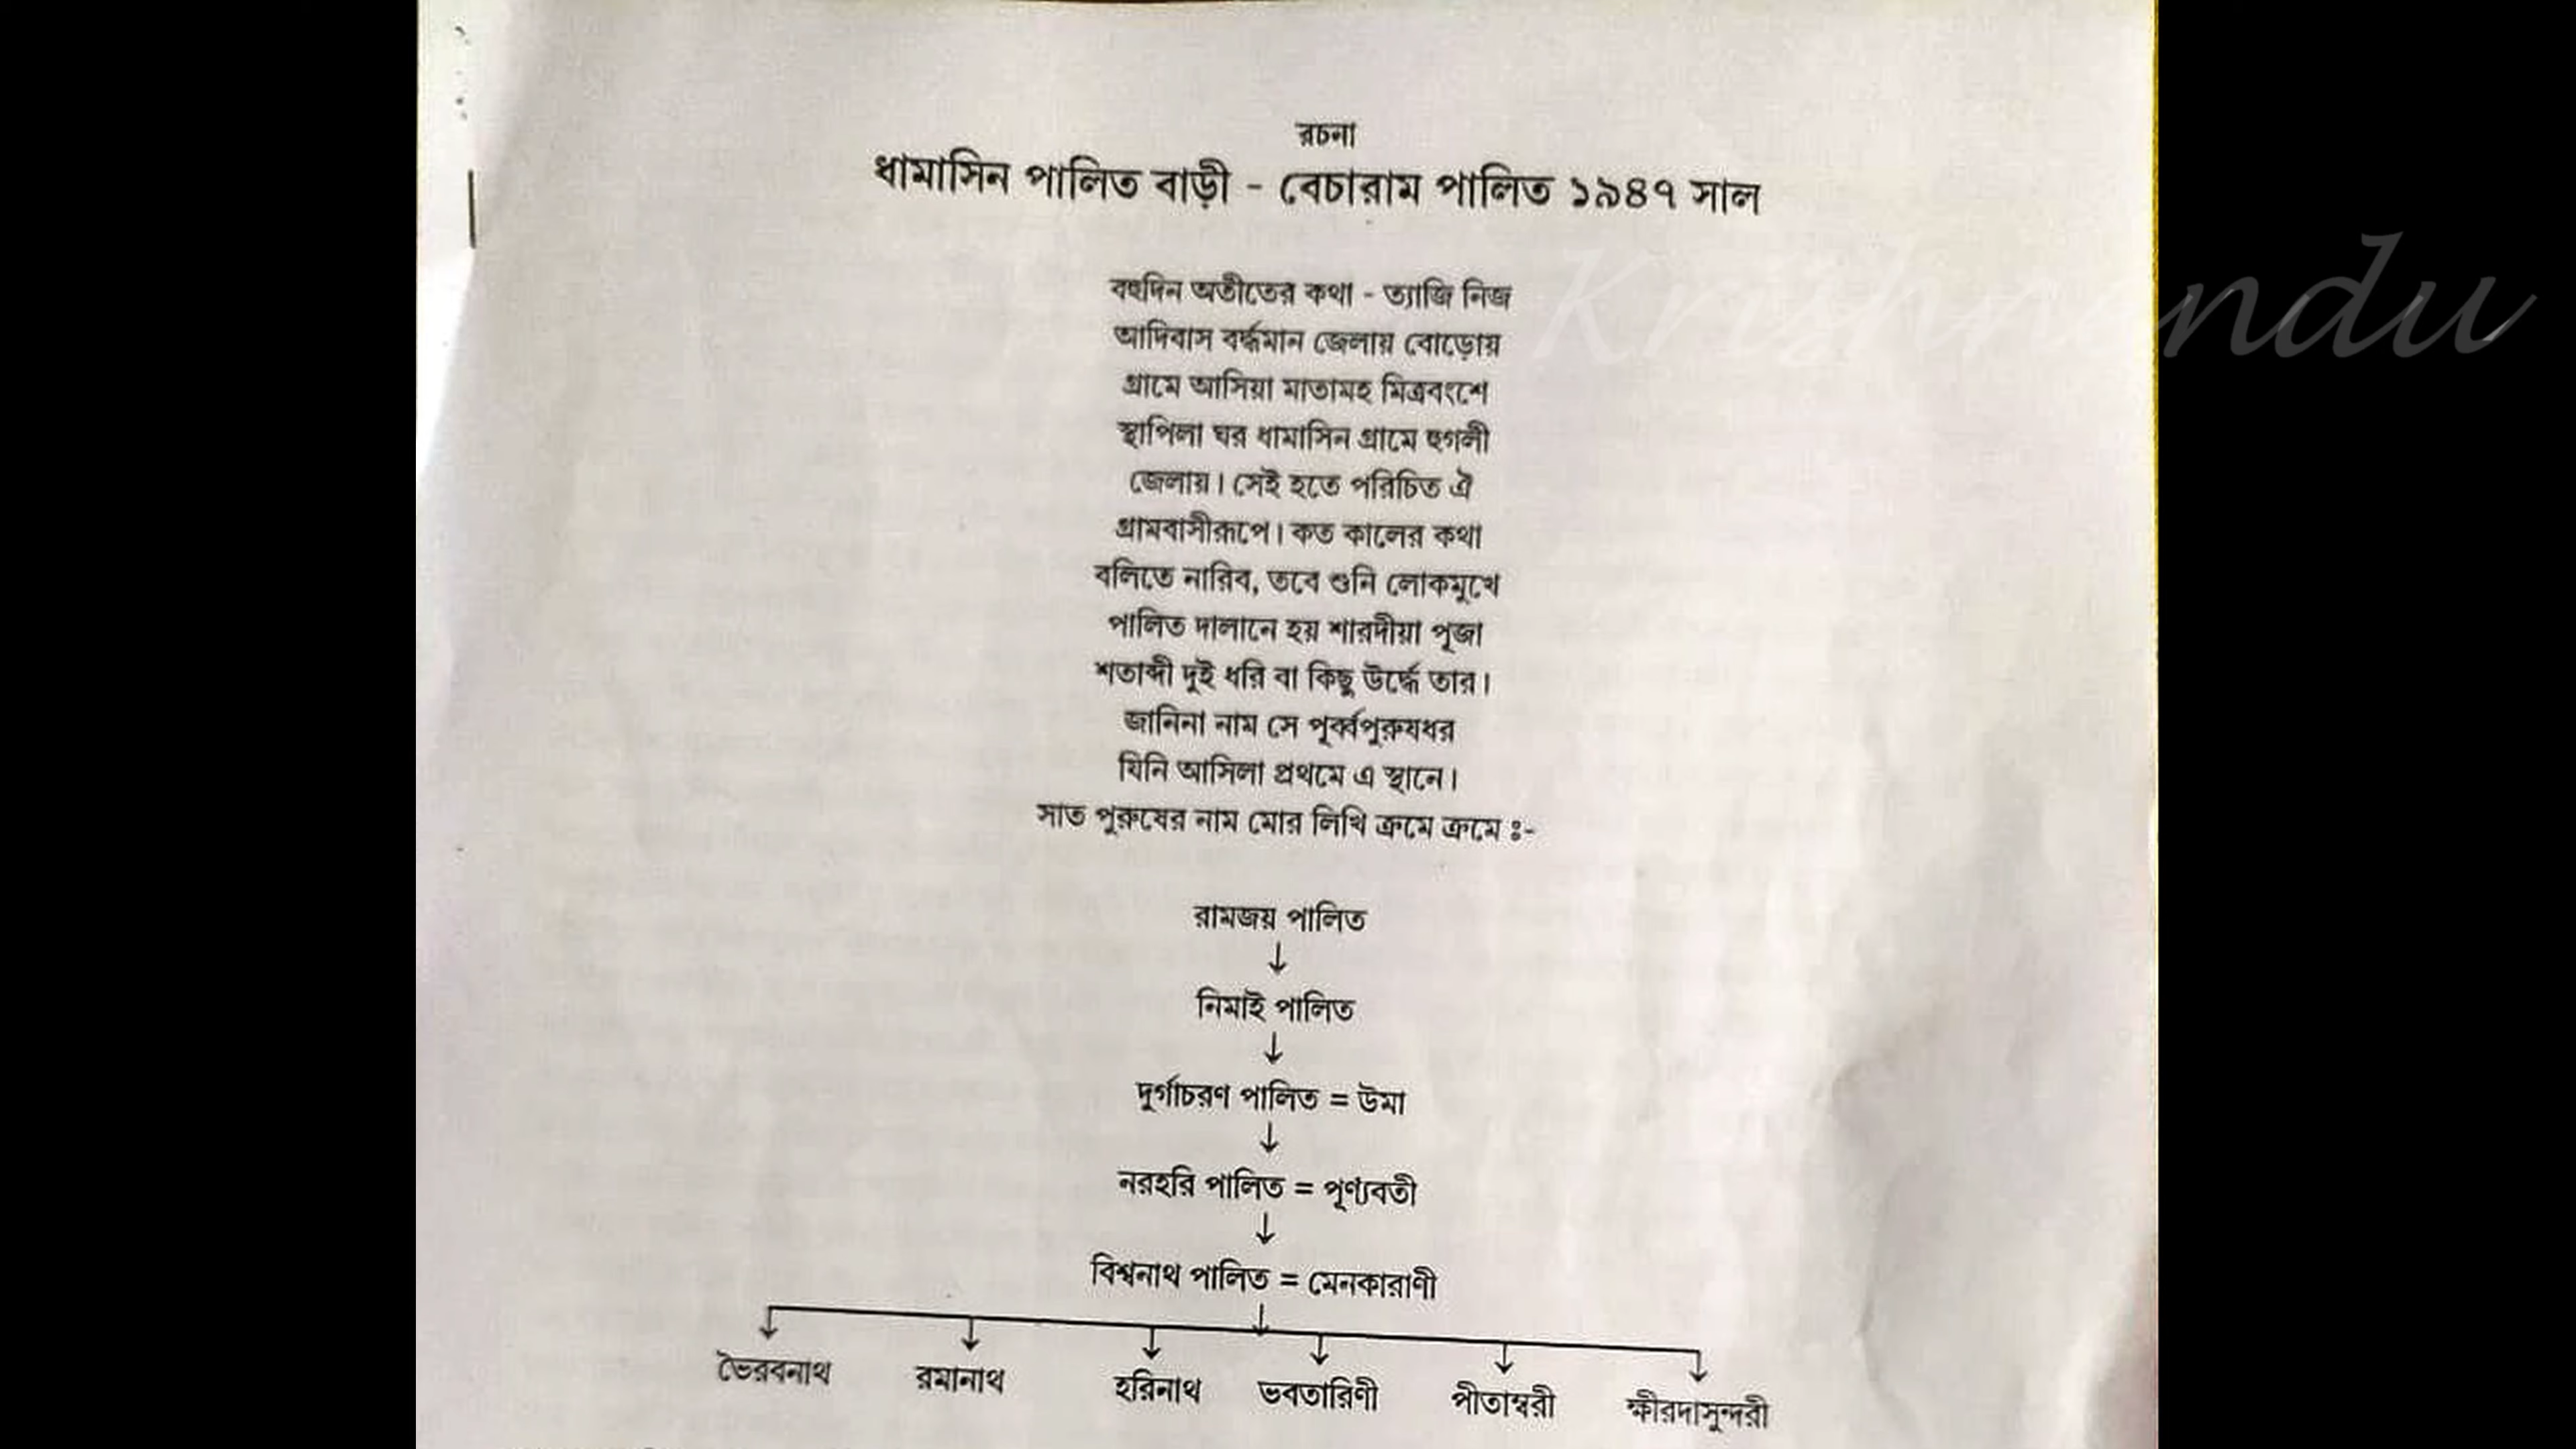 রচনা
ধামাসিন পালিত বাড়ী - বেচারাম পালিত ১৯৪৭ সাল
Krishnendu
বহুদিন অতীতের কথা - ত্যাজি নিজ
আদিবাস বর্দ্ধমান জেলায় বোড়োয়
গ্রামে আসিয়া মাতামহ মিত্রবংশে
স্থাপিলা ঘর ধামাসিন গ্রামে হুগলী
জেলায়। সেই হতে পরিচিত ঐ
গ্রামবাসীরূপে। কত কালের কথা
বলিতে নারিব, তবে শুনি লোকমুখে
পালিত দালানে হয় শারদীয়া পূজা
শতাব্দী দুই ধরি বা কিছু উর্দ্ধে তার।
জানিনা নাম সে পূর্ব্বপুরুষধর
যিনি আসিলা প্রথমে এ স্থানে।
সাত পুরুষের নাম মোর লিখি ক্রমে ক্রমে ঃ-
রামজয় পালিত
নিমাই পালিত
দুর্গাচরণ পালিত = উমা
নরহরি পালিত = পূণ্যবতী
বিশ্বনাথ পালিত = মেনকারাণী
ভৈরবনাথ রমানাথ হরিনাথ ভবতারিণী পীতাম্বরী ক্ষীরদাসুন্দরী